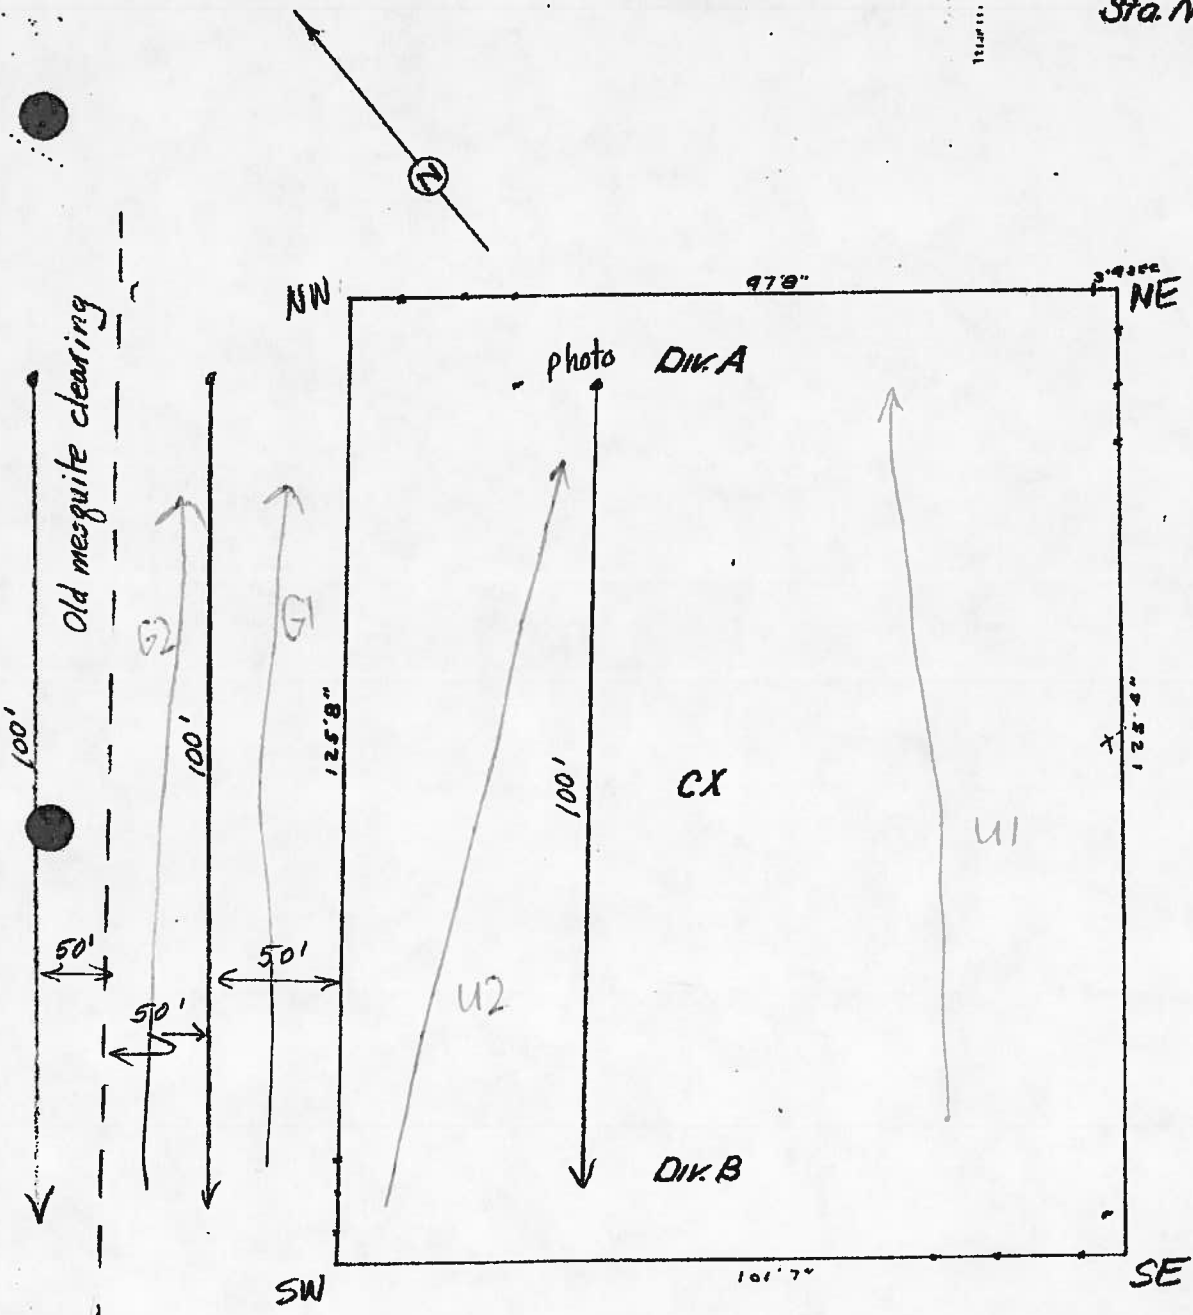 Sta. N
N
NW
97'8"
NE
photo
Div. A
Old mesquite clearing
G2
G1
100'
100'
125'8"
100'
CX
125'4"
X
U1
50'
50'
50'
U2
Div. B
SW
101'7"
SE